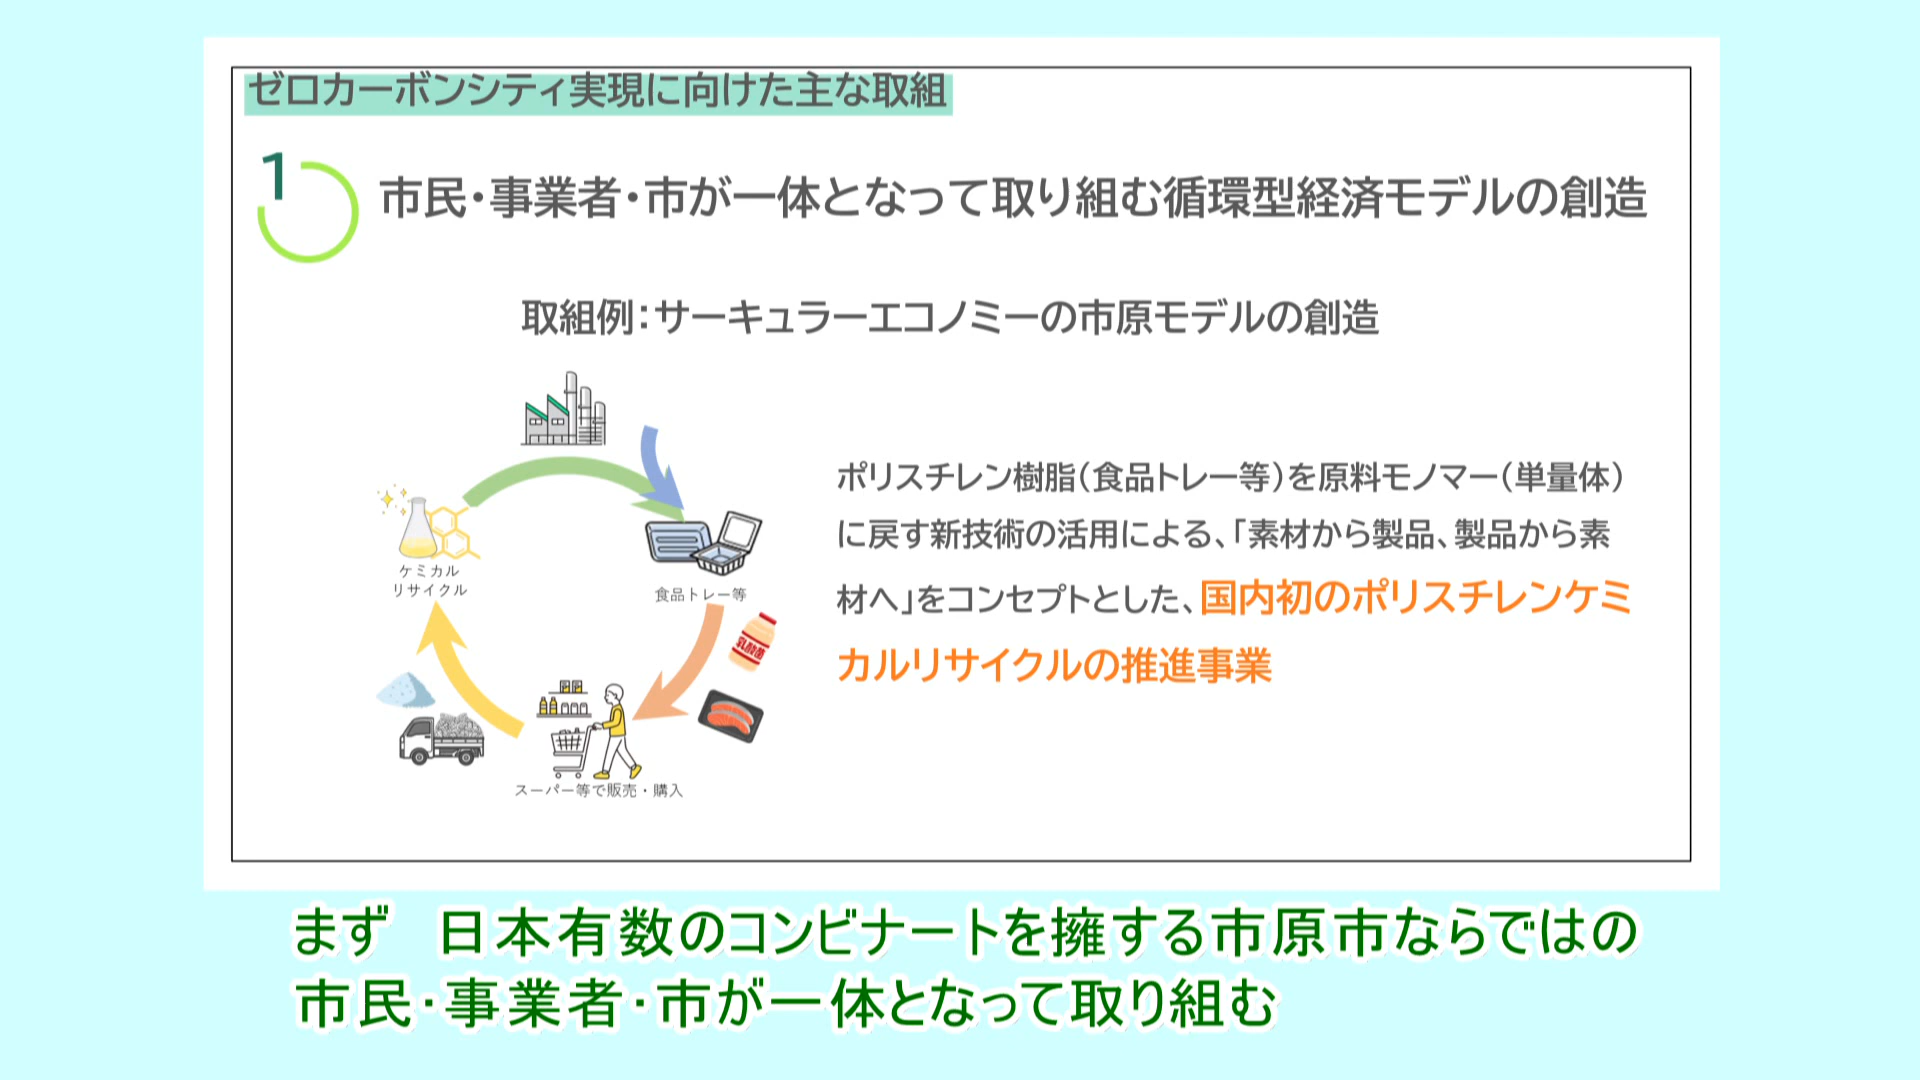 ゼロカーボンシティ実現に向けた主な取組
1
市民・事業者・市が一体となって取り組む循環型経済モデルの創造
取組例：サーキュラーエコノミーの市原モデルの創造
ケミカル
リサイクル
食品トレー等
乳酸菌
スーパー等で販売・購入
ポリスチレン樹脂（食品トレー等）を原料モノマー（単量体）
に戻す新技術の活用による、「素材から製品、製品から素
材へ」をコンセプトとした、国内初のポリスチレンケミ
カルリサイクルの推進事業
まず　日本有数のコンビナートを擁する市原市ならではの
市民・事業者・市が一体となって取り組む